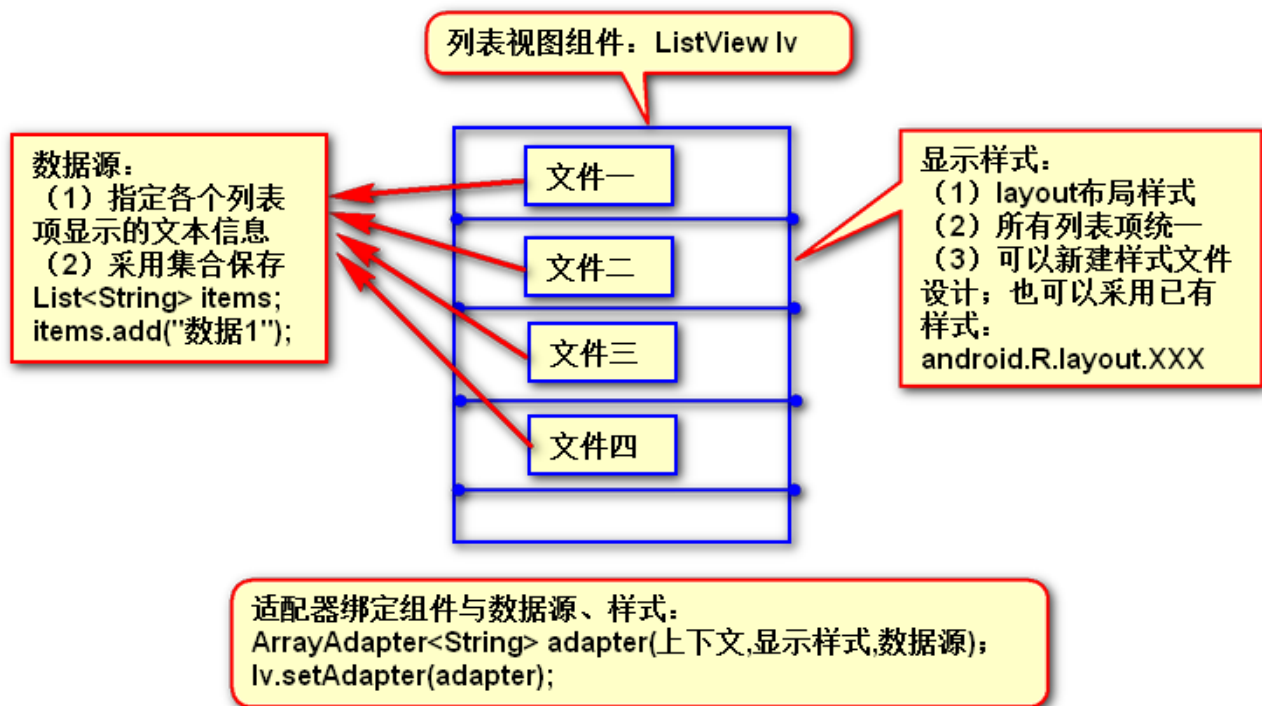 列表视图组件：ListView lv
数据源：
（1）指定各个列表
项显示的文本信息
（2）采用集合保存
List<String> items;
items.add("数据1");
文件一
文件二
文件三
文件四
显示样式：
（1）layout布局样式
（2）所有列表项统一
（3）可以新建样式文件
设计；也可以采用已有
样式：
android.R.layout.XXX
适配器绑定组件与数据源、样式：
ArrayAdapter<String> adapter(上下文,显示样式,数据源)；
lv.setAdapter(adapter);